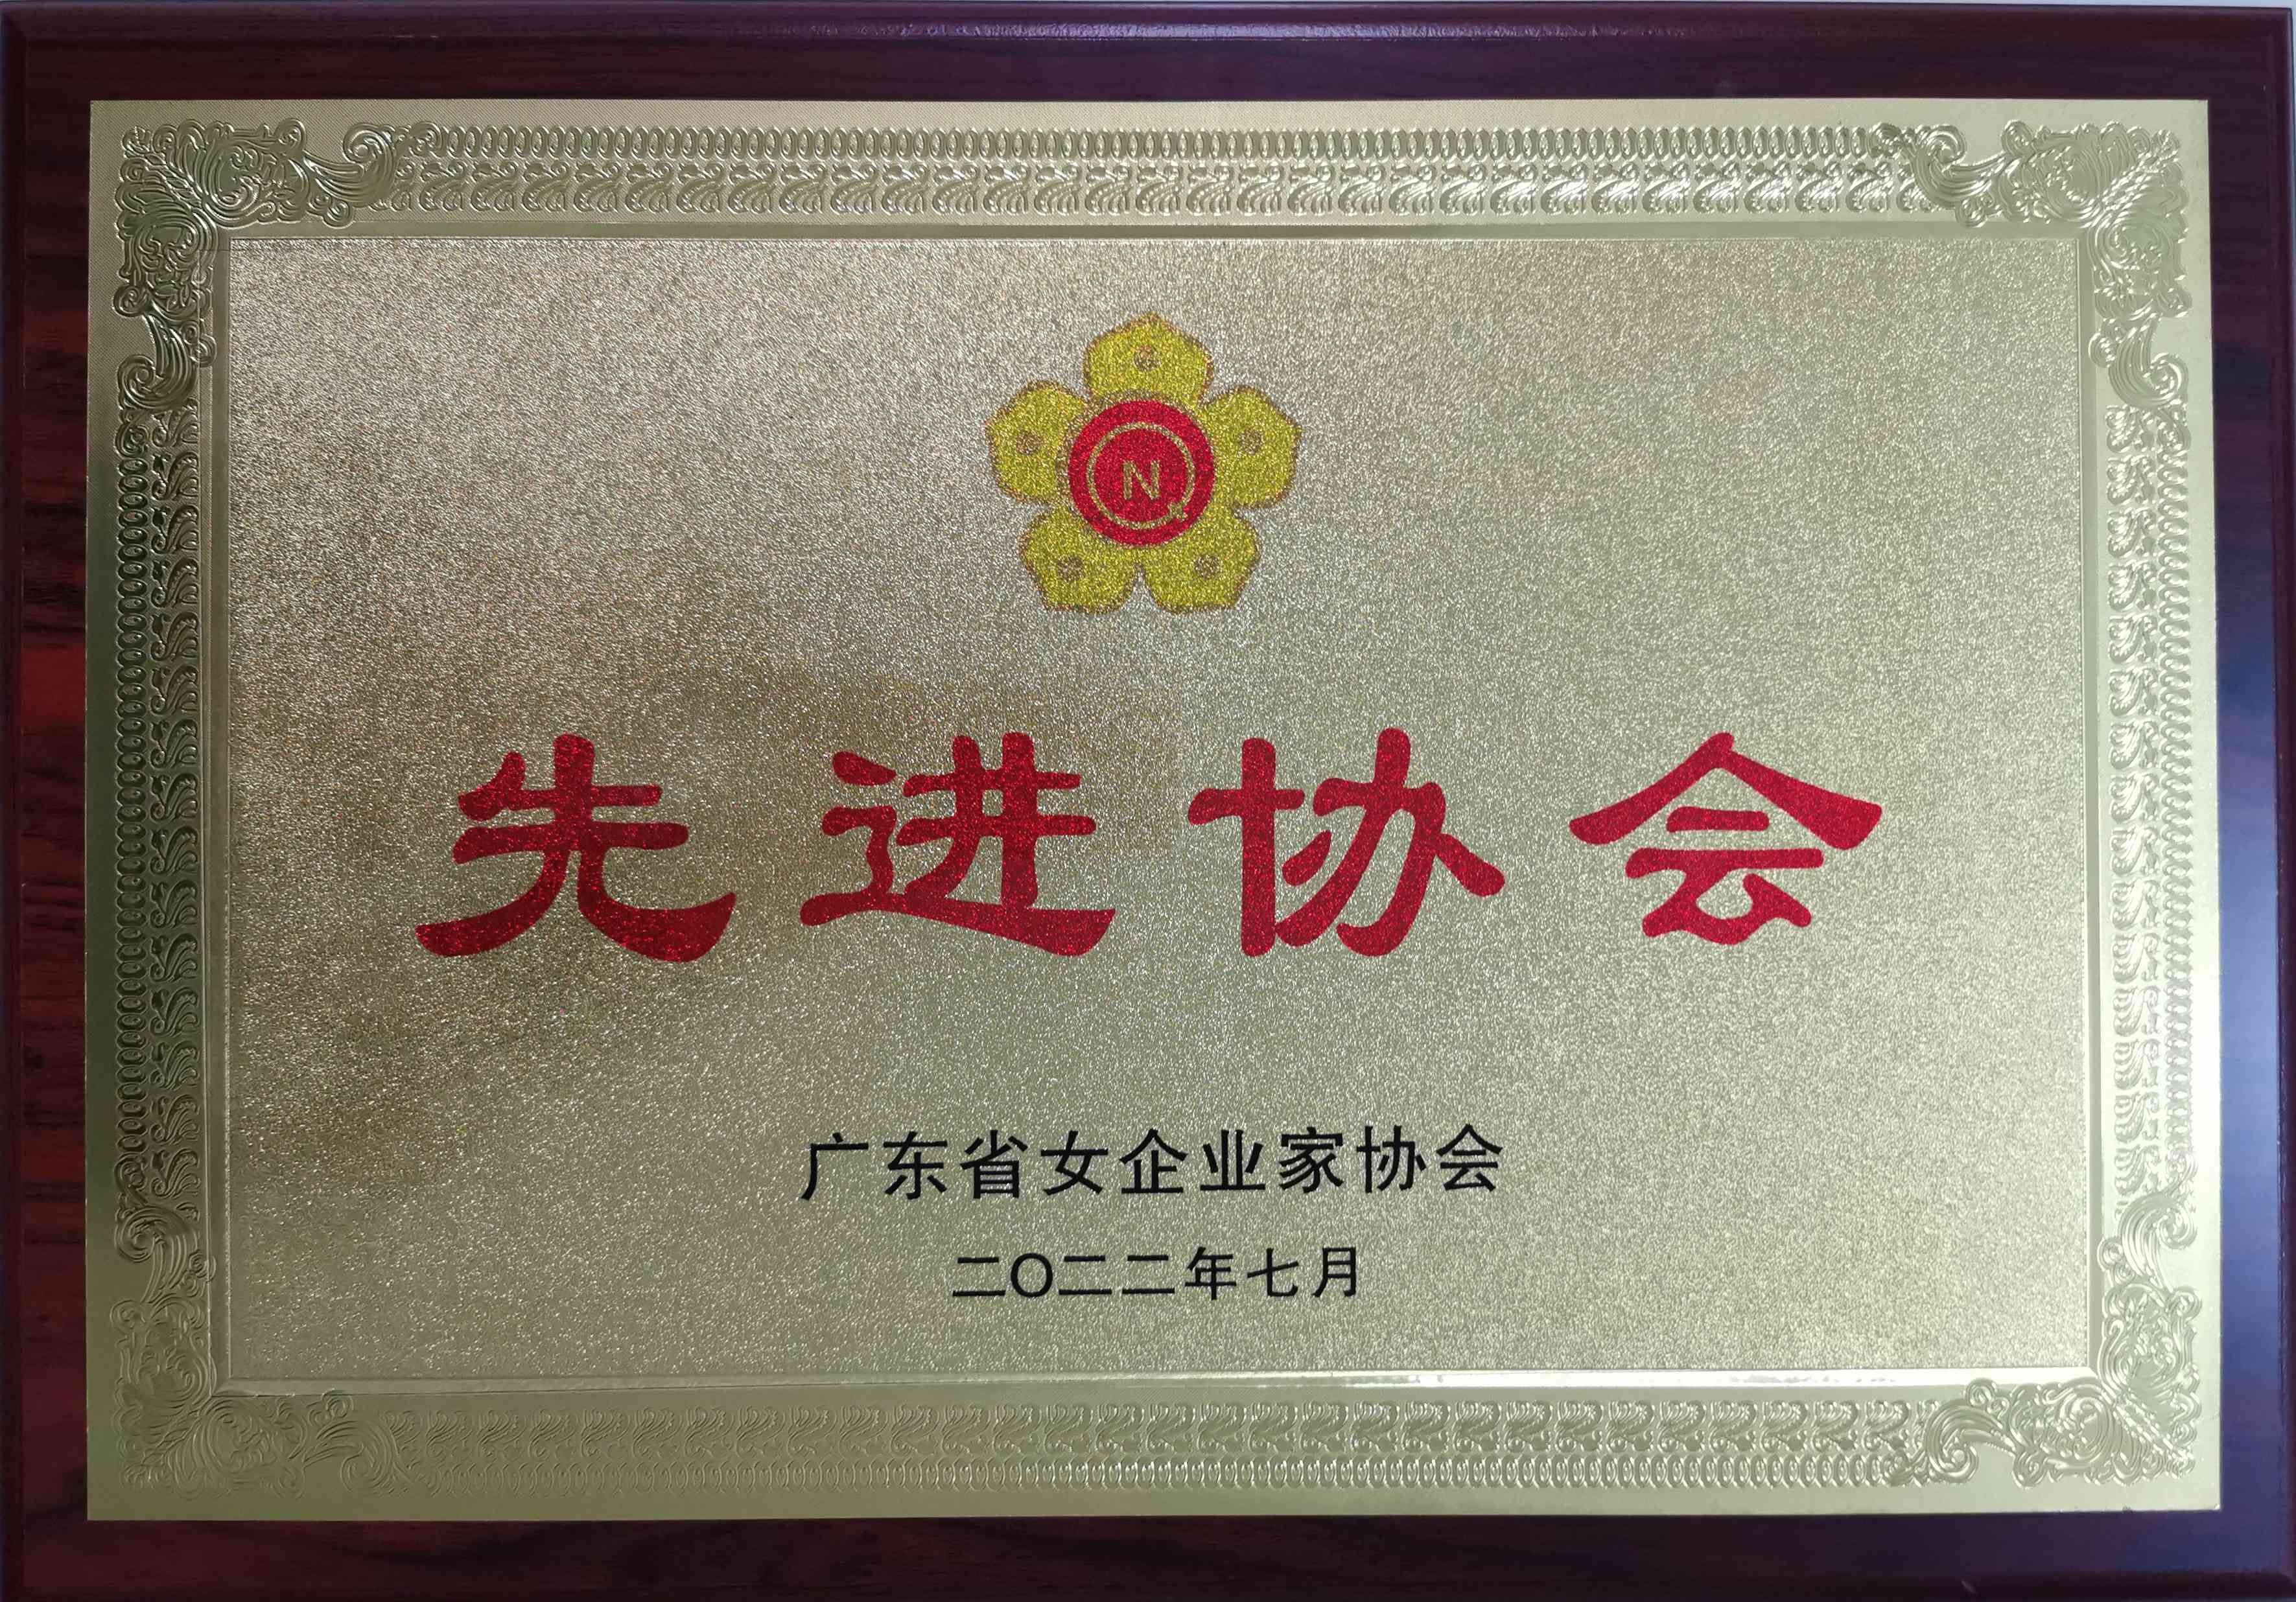 N
先进协会
广东省女企业家协会
二〇二二年七月